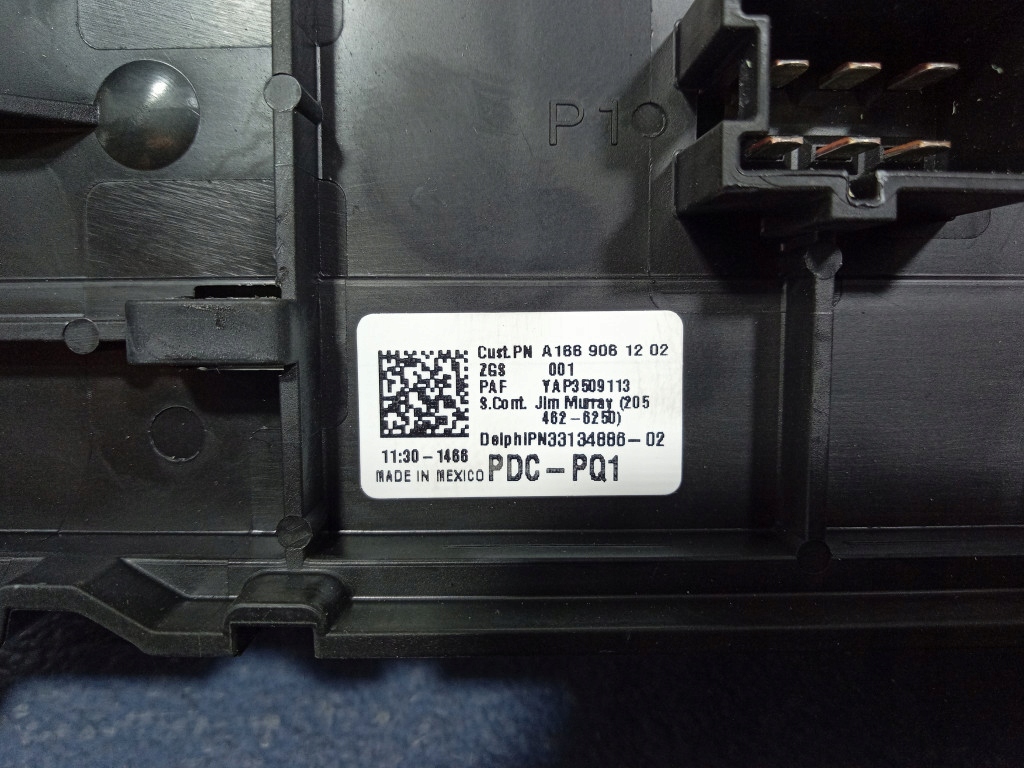 P1
Cust.PN A166 906 12 02
ZGS 001
PAF YAP3509113
S.Cont. Jim Murray (205
462-6250)
DelphiPN33134886-02
11:30-1466
MADE IN MEXICO PDC-PQ1